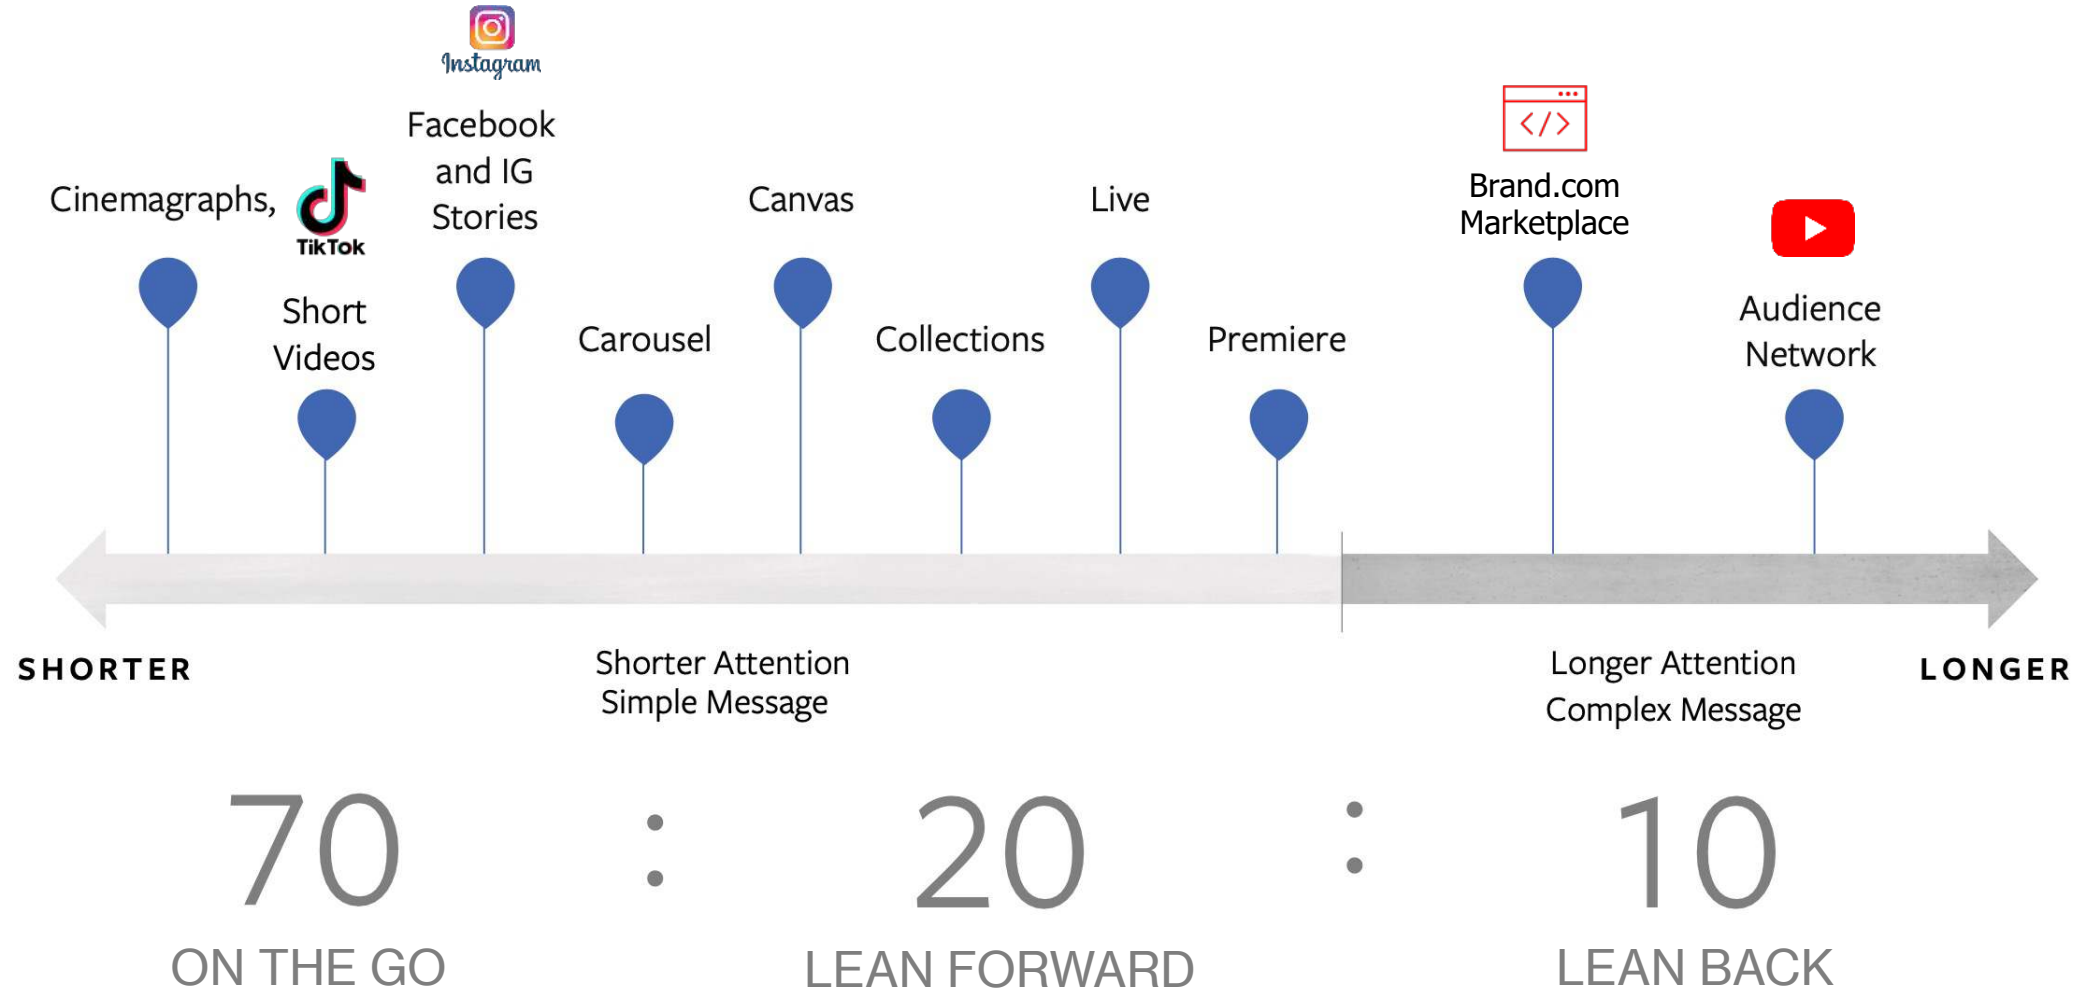 Instagram
Facebook
and IG
Stories
Cinemagraphs,
TikTok
Short
Videos
Carousel
Canvas
Collections
Live
Premiere
</>
Brand.com
Marketplace
Audience
Network
SHORTER
Shorter Attention
Simple Message
Longer Attention
Complex Message
LONGER
70 : 20 : 10
ON THE GO
LEAN FORWARD
LEAN BACK